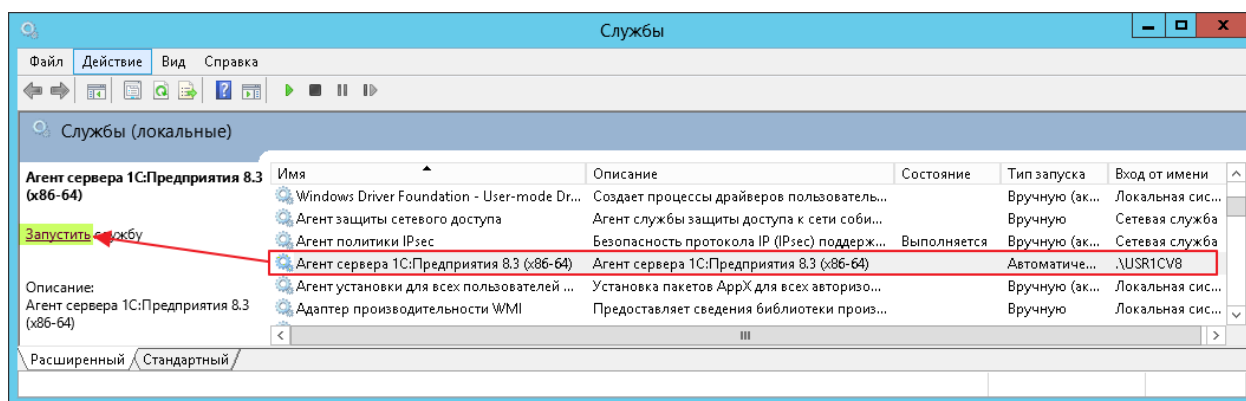 Службы
Файл Действие Вид Справка
Службы (локальные)
Агент сервера 1С:Предприятия 8.3
(x86-64)
Запустить службу
Описание:
Агент сервера 1С:Предприятия 8.3
(x86-64)
Имя Описание Состояние Тип запуска Вход от имени
Windows Driver Foundation - User-mode Dr... Создает процессы драйверов пользователь... Вручную (ак... Локальная сис...
Агент защиты сетевого доступа Агент службы защиты доступа к сети соби... Вручную Сетевая служба
Агент политики IPsec Безопасность протокола IP (IPsec) поддерж... Выполняется Вручную (ак... Сетевая служба
Агент сервера 1С:Предприятия 8.3 (x86-64) Агент сервера 1С:Предприятия 8.3 (x86-64) Автоматиче... .\USR1CV8
Агент установки для всех пользователей ... Установка пакетов AppX для всех авторизо... Вручную (ак... Локальная сис...
Адаптер производительности WMI Предоставляет сведения библиотеки произ... Вручную Локальная сис...
Расширенный Стандартный